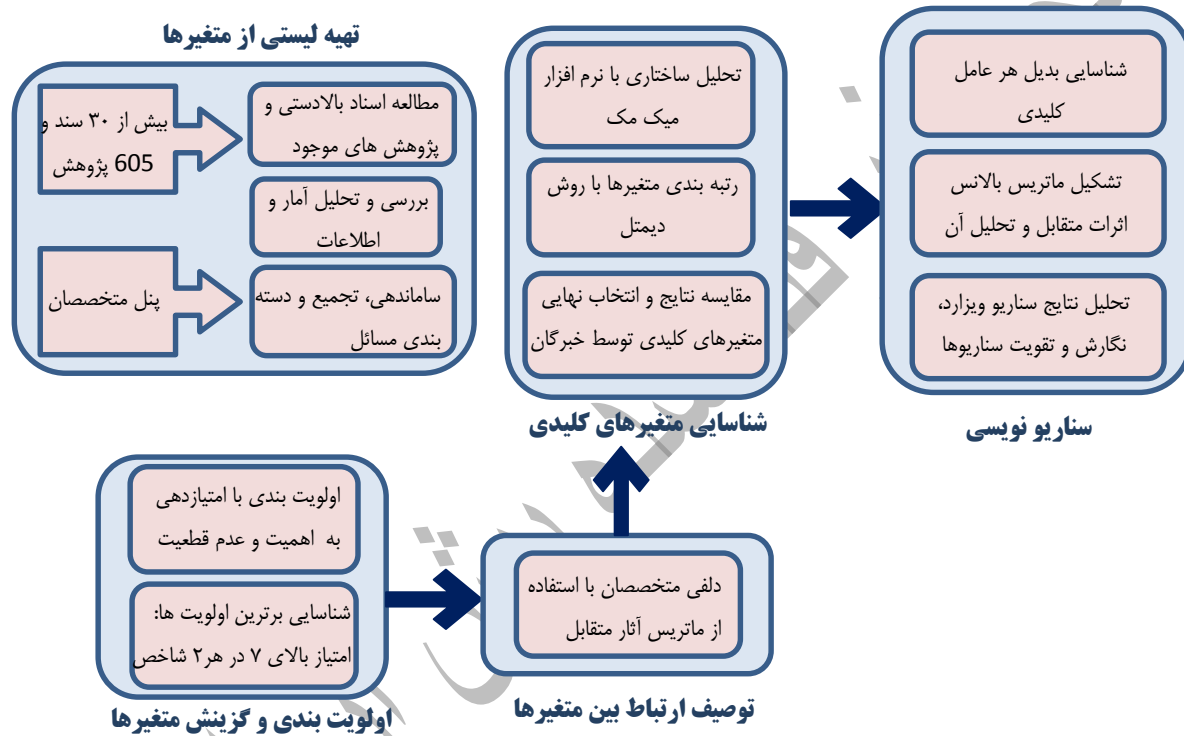 تهیه لیستی از متغیرها
بیش از ۳۰ سند و
605 پژوهش
مطالعه اسناد بالادستی و
پژوهش های موجود
بررسی و تحلیل آمار و
اطلاعات
پنل متخصصان
ساماندهی، تجمیع و دسته
بندی مسائل
اولویت بندی با امتیازدهی
به اهمیت و عدم قطعیت
شناسایی برترین اولویت ها:
امتیاز بالای ۷ در هر۲ شاخص
اولویت بندی و گزینش متغیرها
دلفی متخصصان با استفاده
از ماتریس آثار متقابل
توصیف ارتباط بین متغیرها
تحلیل ساختاری با نرم افزار
میک مک
رتبه بندی متغیرها با روش
دیمتل
مقایسه نتایج و انتخاب نهایی
متغیرهای کلیدی توسط خبرگان
شناسایی متغیرهای کلیدی
شناسایی بدیل هر عامل
کلیدی
تشکیل ماتریس بالانس
اثرات متقابل و تحلیل آن
تحلیل نتایج سناریو ویزارد،
نگارش و تقویت سناریوها
سناریو نویسی